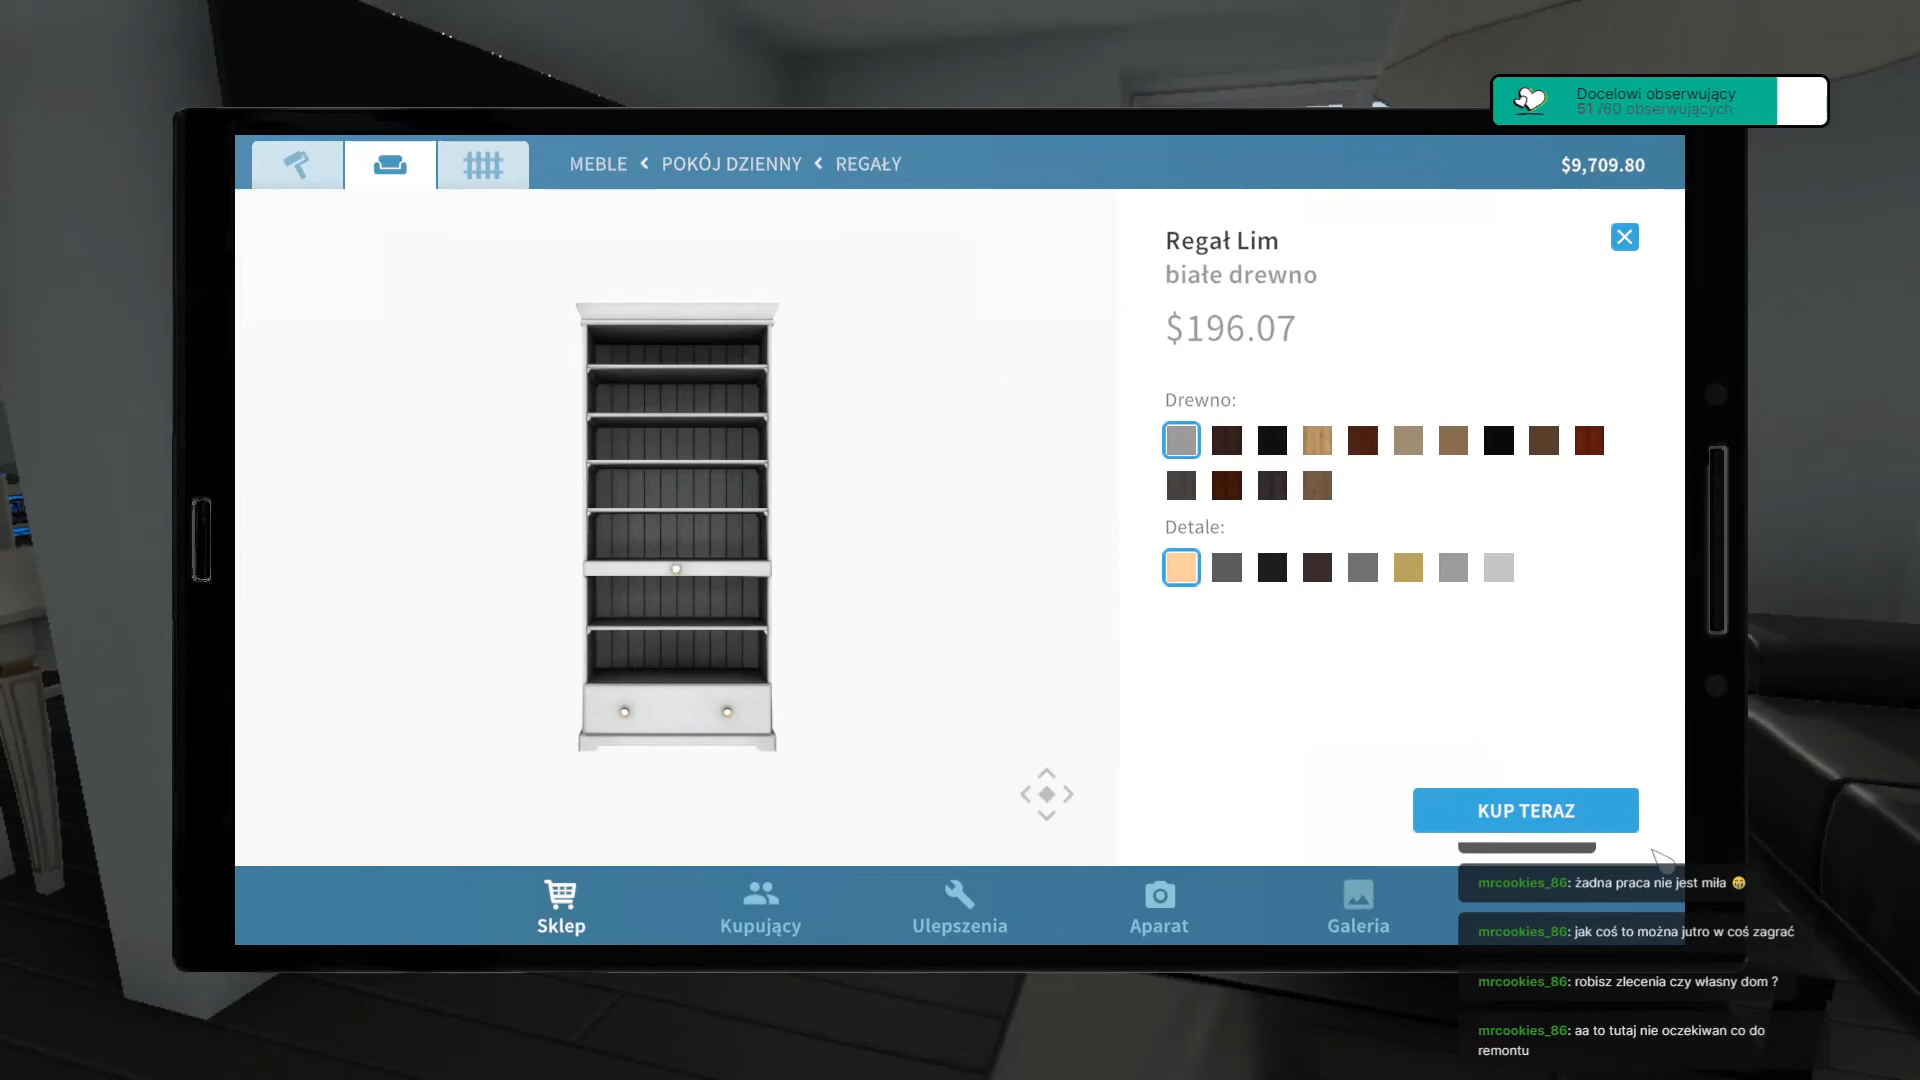 Docelowi obserwujący
51 /60 obserwujących
MEBLE < POKÓJ DZIENNY < REGAŁY
$9,709.80
Regał Lim
białe drewno
$196.07
Drewno:
Detale:
KUP TERAZ
Sklep
Kupujący
Ulepszenia
Aparat
Galeria
mrcookies_86: żadna praca nie jest miła 😁
mrcookies_86: jak coś to można jutro w coś zagrać
mrcookies_86: robisz zlecenia czy własny dom ?
mrcookies_86: aa to tutaj nie oczekiwan co do
remontu